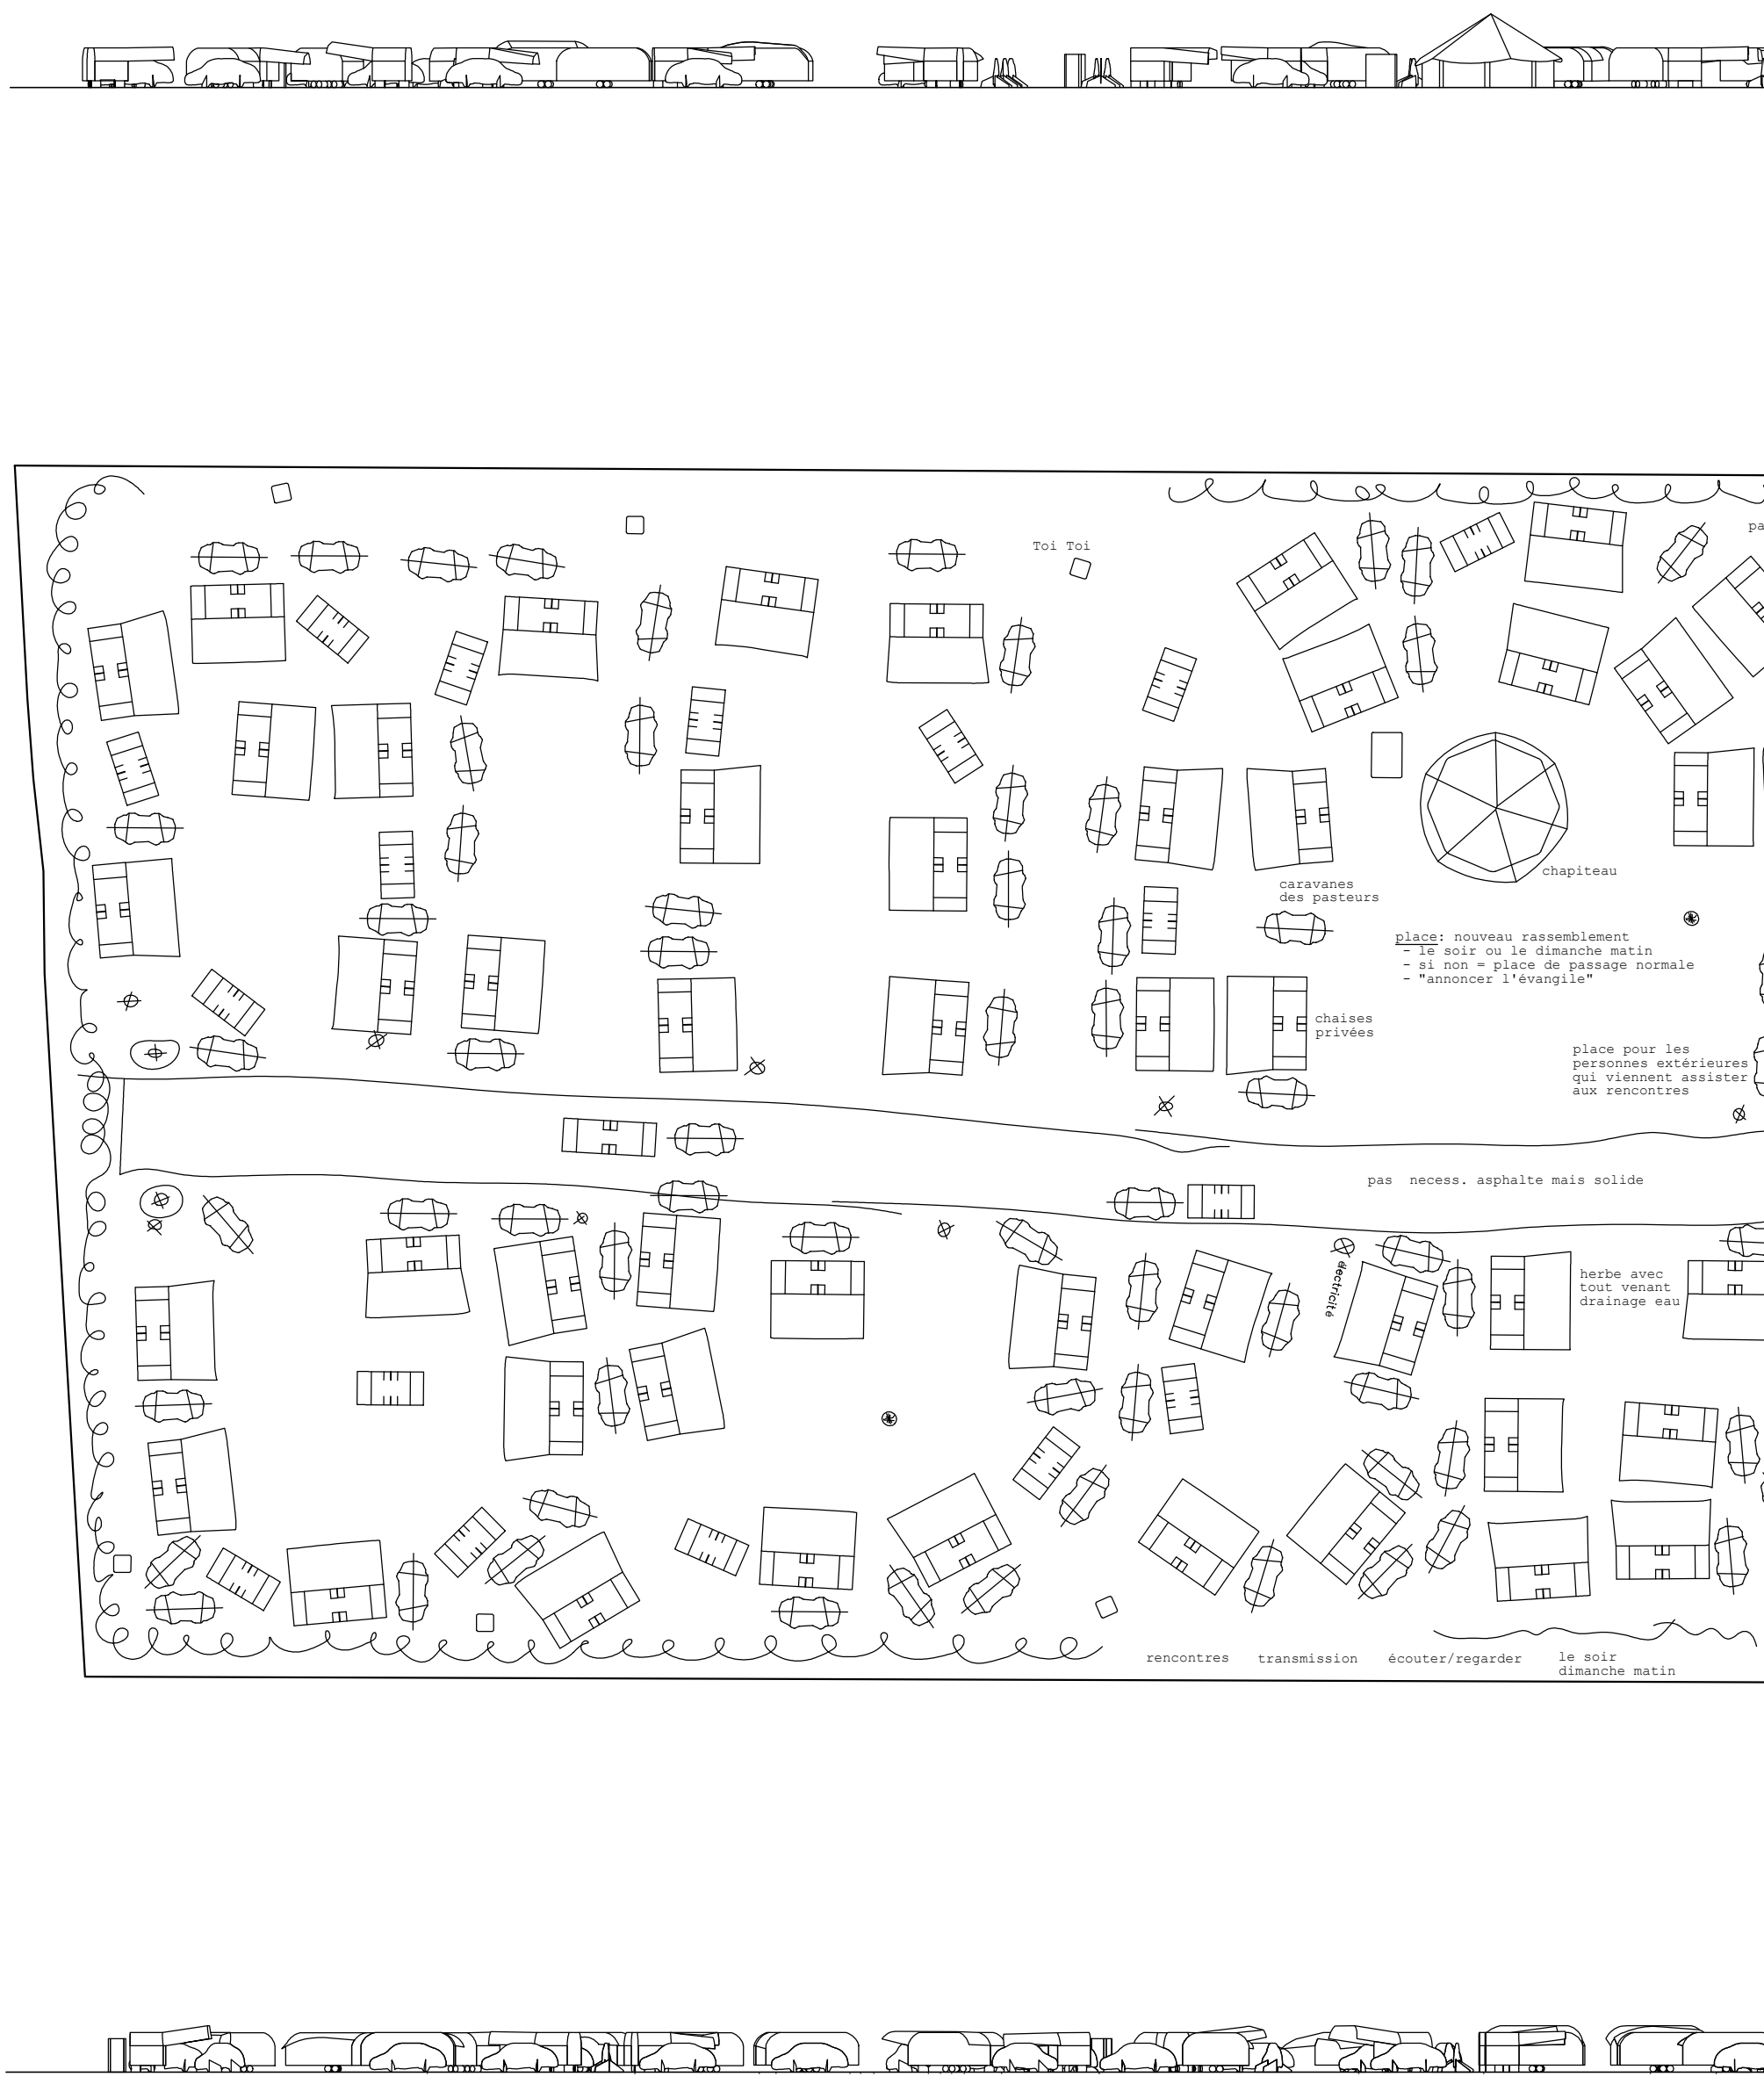 pa
Toi Toi
chapiteau
caravanes
des pasteurs
place: nouveau rassemblement
- le soir ou le dimanche matin
- si non = place de passage normale
- "annoncer l'évangile"
chaises
privées
place pour les
personnes extérieures
qui viennent assister
aux rencontres
pas necess. asphalte mais solide
électricité
herbe avec
tout venant
drainage eau
rencontres transmission écouter/regarder le soir
dimanche matin